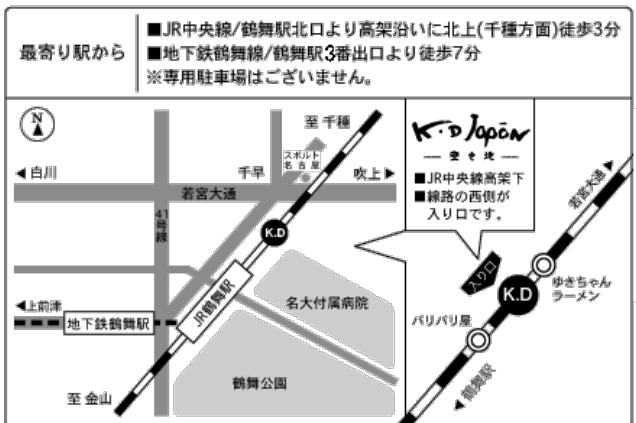 最寄り駅から
■JR中央線/鶴舞駅北口より高架沿いに北上(千種方面)徒歩3分
■地下鉄鶴舞線/鶴舞駅3番出口より徒歩7分
※専用駐車場はございません。
N
至 千種
スポルト
名古屋
◀白川
千早
吹上▶
若宮大通
41号線
K.D
◀上前津
地下鉄鶴舞駅
JR鶴舞駅
名大付属病院
鶴舞公園
至 金山
K・D Japōn
空き地
■JR中央線高架下
■線路の西側が
入り口です。
若宮大通▶
入り口
K.D
ゆきちゃん
ラーメン
バリバリ屋
◀鶴舞駅